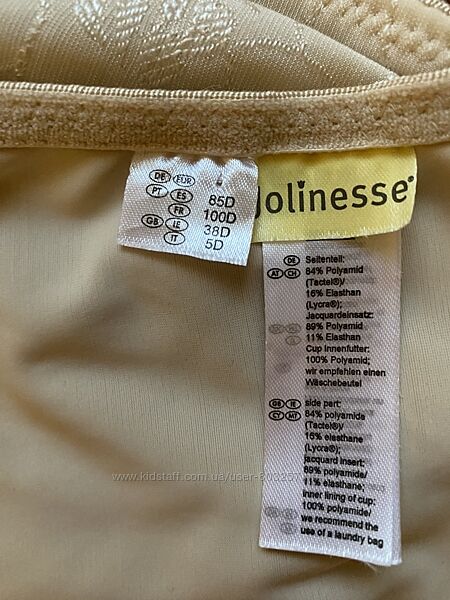 DE EUR
PT ES 85D
FR 100D
GB IE 38D
IT 5D
Jolinesse®
DE Seitenteil:
AT CH 84% Polyamid
(Tactel®)/
16% Elasthan
(Lycra®);
Jacquardeinsatz:
89% Polyamid
11% Elasthan
Cup Innenfutter:
100% Polyamid;
wir empfehlen einen
Wäschebeutel
GB IE side part:
CY MT 84% polyamide
(Tactel®)/
16% elasthane
(Lycra®);
jacquard insert:
89% polyamide/
11% elasthane;
inner lining of cup:
100% polyamide/
we recommend the
use of a laundry bag
www.kidstaff.com.ua/user-